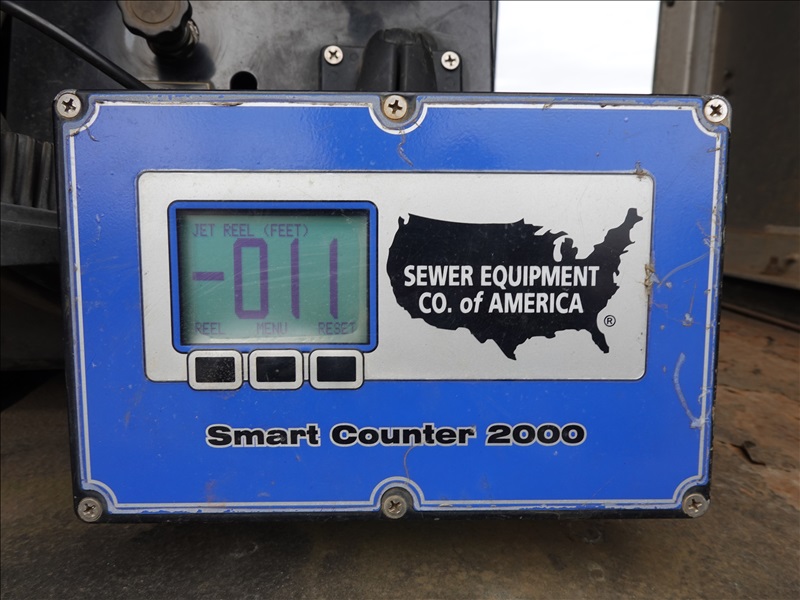 JET REEL (FEET)
-011
REEL MENU RESET
SEWER EQUIPMENT
CO. of AMERICA
®
Smart Counter 2000